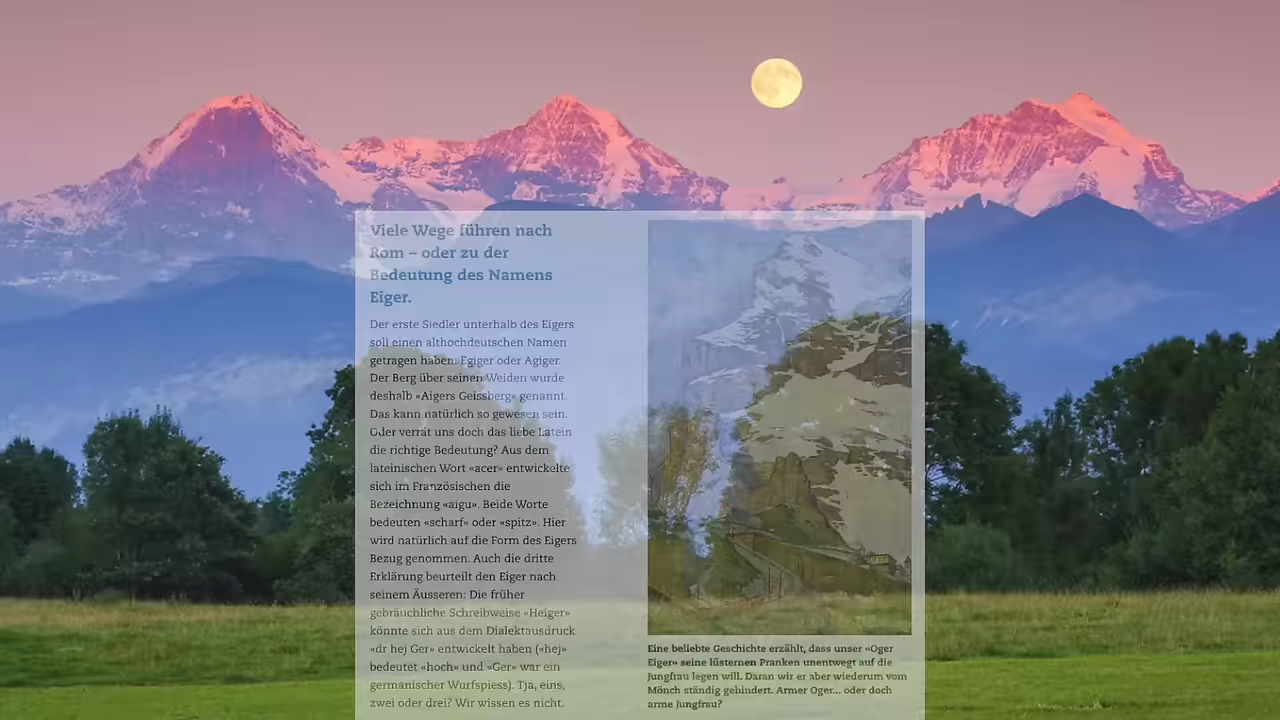 Viele Wege führen nach
Rom – oder zu der
Bedeutung des Namens
Eiger.
Der erste Siedler unterhalb des Eigers
soll einen althochdeutschen Namen
getragen haben: Egiger oder Agiger.
Der Berg über seinen Weiden wurde
deshalb «Aigers Geissberg» genannt.
Das kann natürlich so gewesen sein.
Oder verrät uns doch das liebe Latein
die richtige Bedeutung? Aus dem
lateinischen Wort «acer» entwickelte
sich im Französischen die
Bezeichnung «aigu». Beide Worte
bedeuten «scharf» oder «spitz». Hier
wird natürlich auf die Form des Eigers
Bezug genommen. Auch die dritte
Erklärung beurteilt den Eiger nach
seinem Äusseren: Die früher
gebräuchliche Schreibweise «Heiger»
könnte sich aus dem Dialektausdruck
«dr hej Ger» entwickelt haben («hej»
bedeutet «hoch» und «Ger» war ein
germanischer Wurfspiess). Tja, eins,
zwei oder drei? Wir wissen es nicht.
Eine beliebte Geschichte erzählt, dass unser «Oger
Eiger» seine lüsternen Pranken unentwegt auf die
Jungfrau legen will. Daran wir er aber wiederum vom
Mönch ständig gehindert. Armer Oger... oder doch
arme Jungfrau?